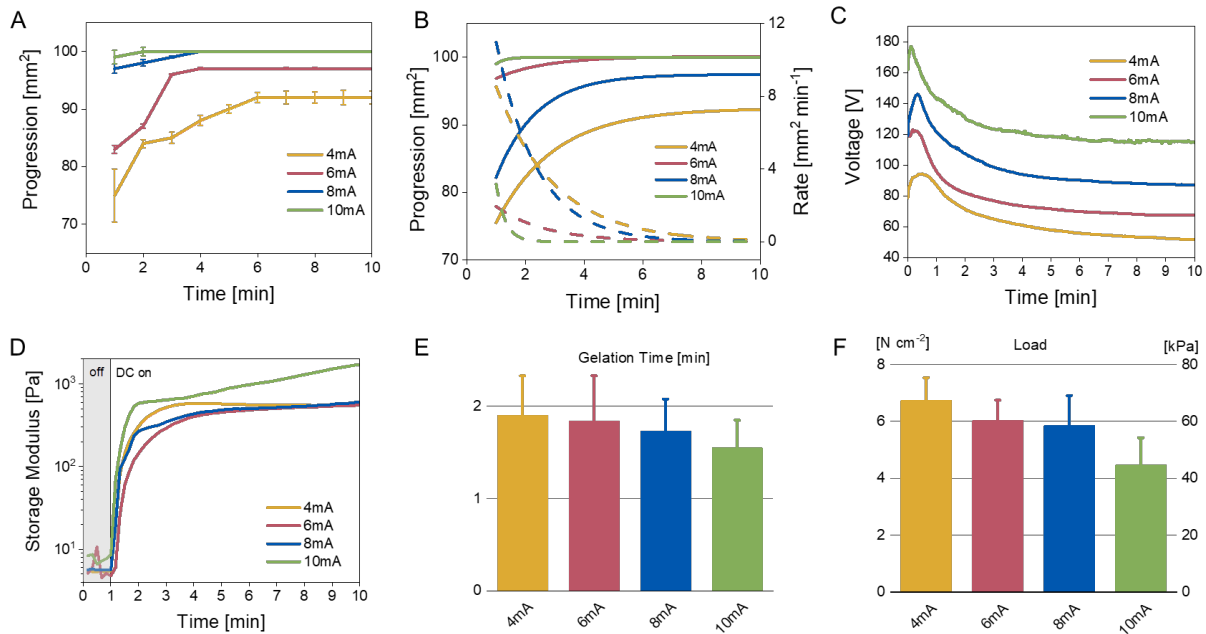 A
Progression [mm²]
100
90
80
70
0
2
4
6
8
10
Time [min]
4mA
6mA
8mA
10mA
B
Progression [mm²]
100
90
80
70
12
8
4
0
Rate [mm² min⁻¹]
0
2
4
6
8
10
Time [min]
4mA
6mA
8mA
10mA
C
Voltage [V]
200
160
120
80
40
0 1 2 3 4 5 6 7 8 9 10
Time [min]
4mA
6mA
8mA
10mA
D
off
DC on
Storage Modulus [Pa]
10³
10²
10¹
0 1 2 3 4 5 6 7 8 9 10
Time [min]
4mA
6mA
8mA
10mA
E
Gelation Time [min]
2
1
4mA
6mA
8mA
10mA
F
[N cm⁻²]
Load
[kPa]
8
6
4
2
0
80
60
40
20
0
4mA
6mA
8mA
10mA